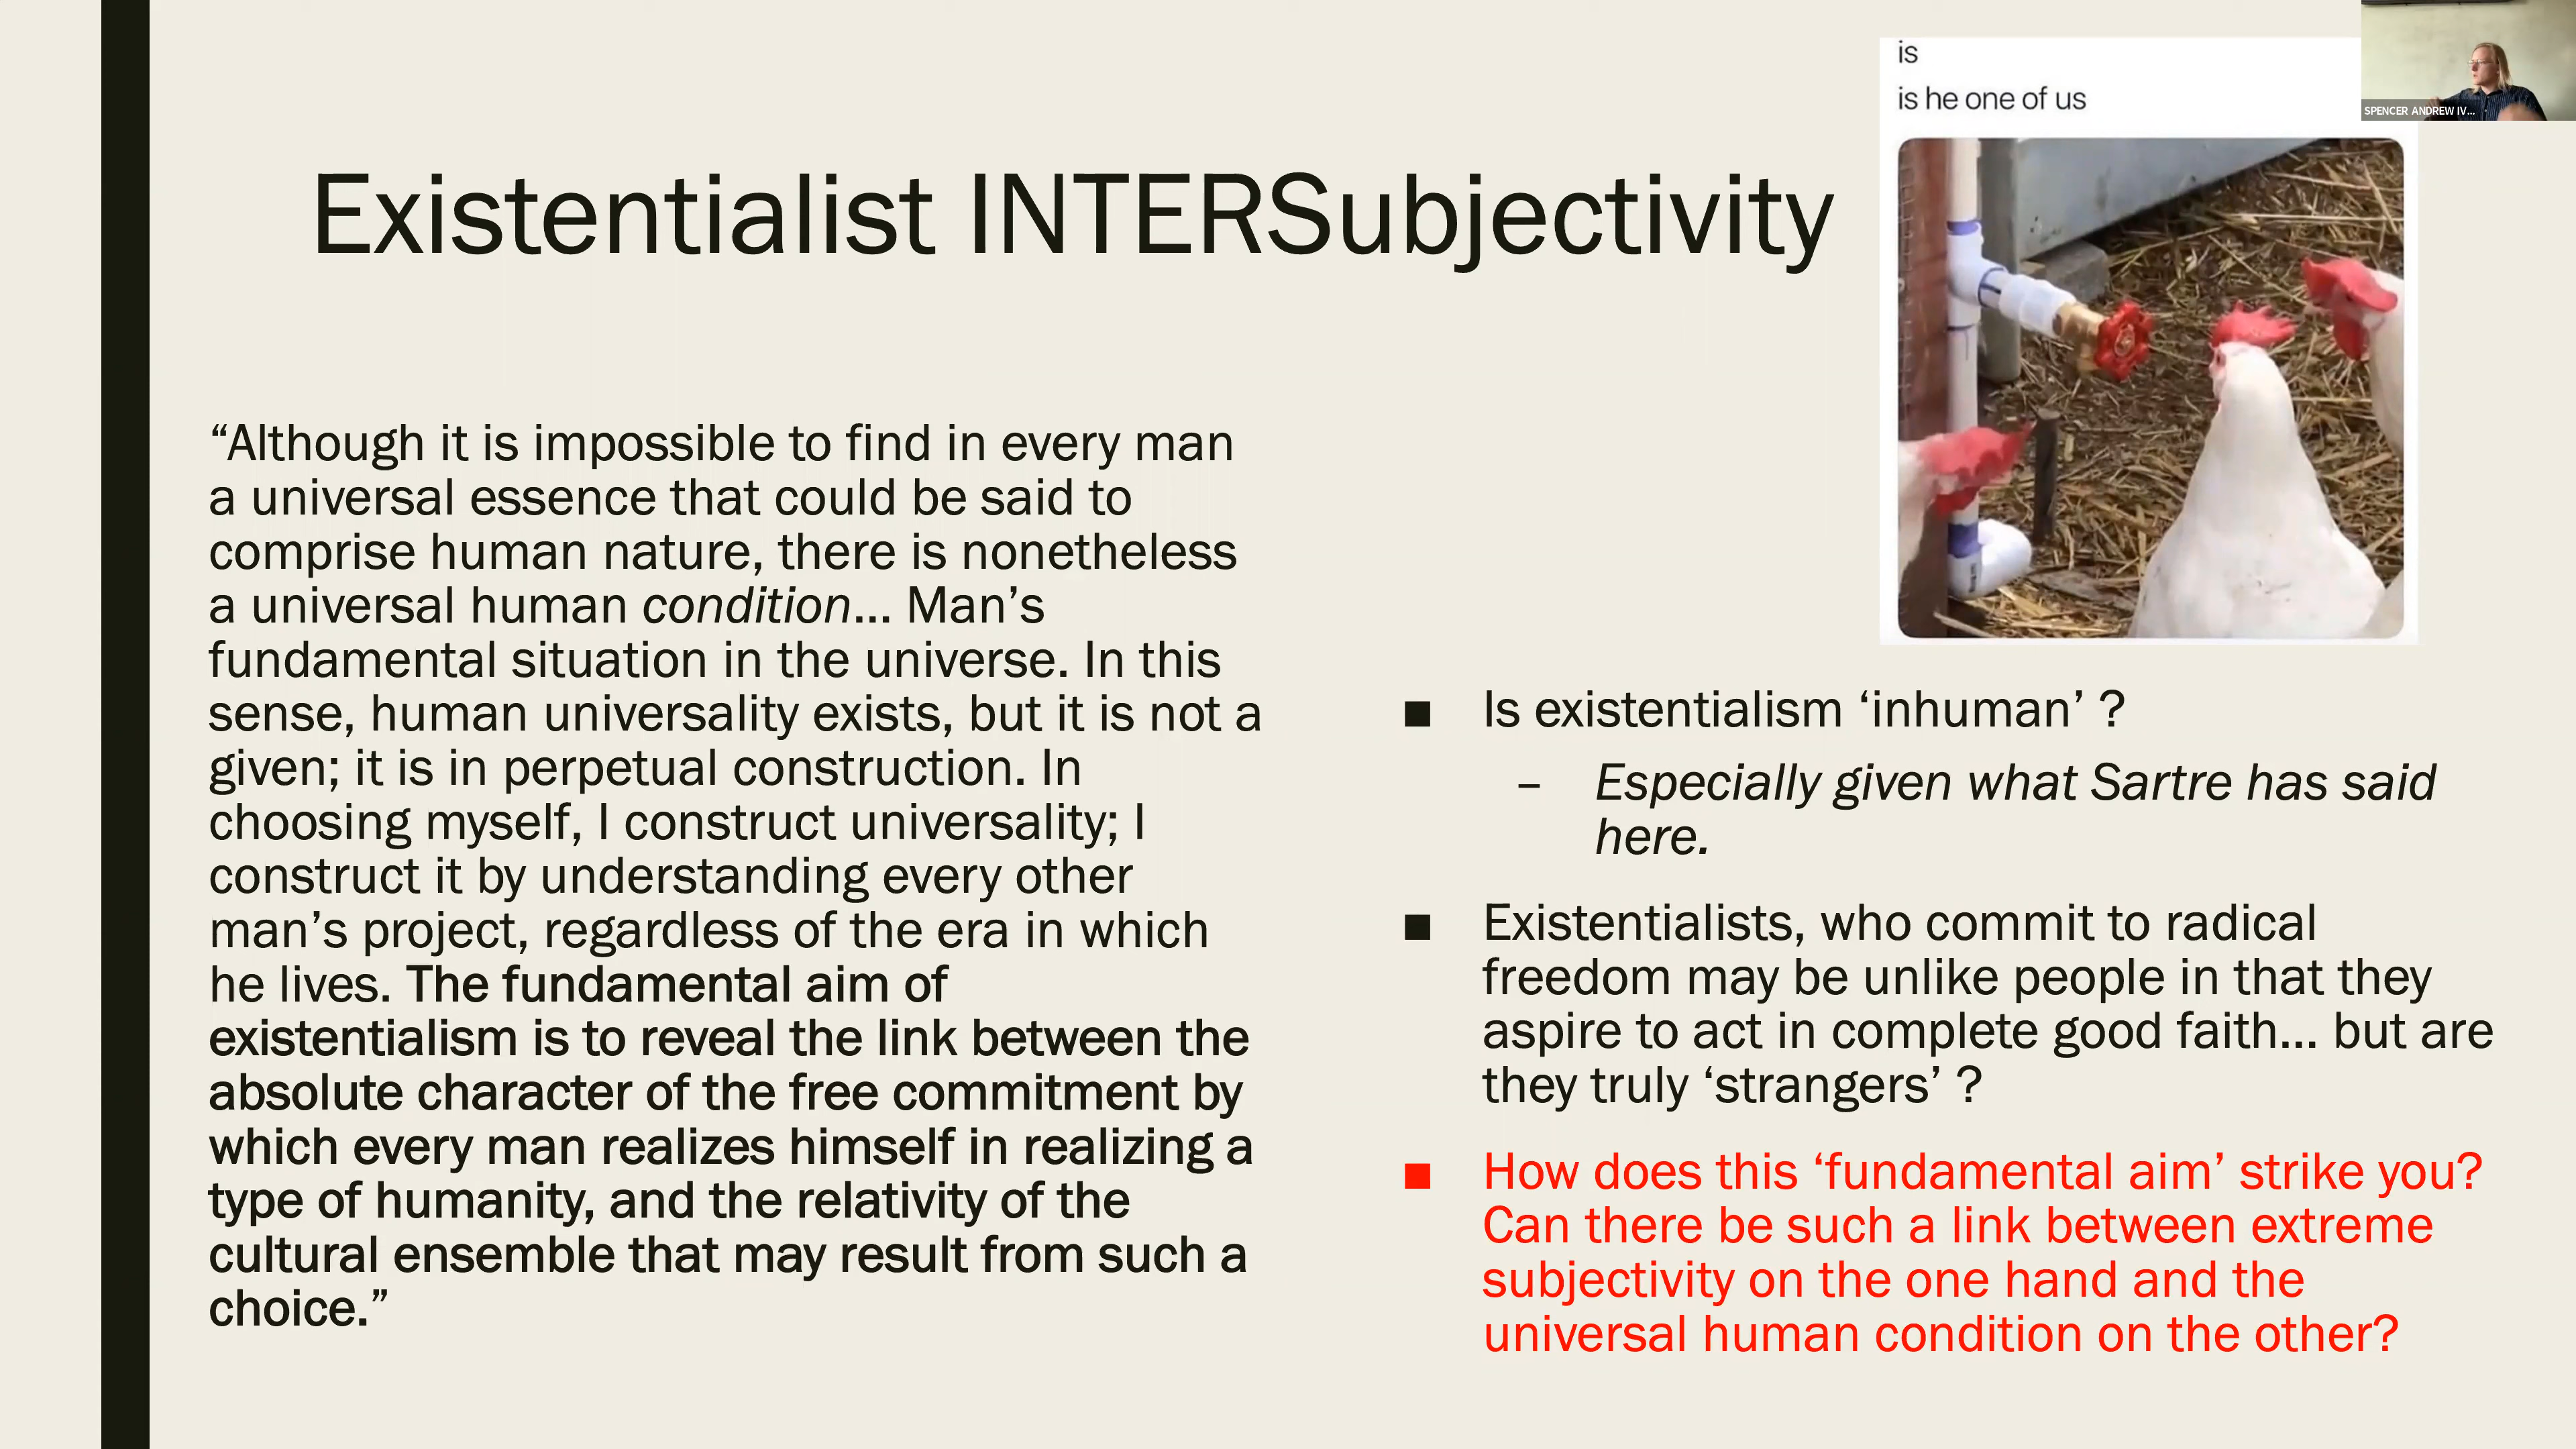 is
is he one of us
SPENCER ANDREW IV...
Existentialist INTERSubjectivity
“Although it is impossible to find in every man
a universal essence that could be said to
comprise human nature, there is nonetheless
a universal human condition… Man’s
fundamental situation in the universe. In this
sense, human universality exists, but it is not a
given; it is in perpetual construction. In
choosing myself, I construct universality; I
construct it by understanding every other
man’s project, regardless of the era in which
he lives. The fundamental aim of
existentialism is to reveal the link between the
absolute character of the free commitment by
which every man realizes himself in realizing a
type of humanity, and the relativity of the
cultural ensemble that may result from such a
choice.”
■ Is existentialism ‘inhuman’ ?
– Especially given what Sartre has said
here.
■ Existentialists, who commit to radical
freedom may be unlike people in that they
aspire to act in complete good faith… but are
they truly ‘strangers’ ?
■ How does this ‘fundamental aim’ strike you?
Can there be such a link between extreme
subjectivity on the one hand and the
universal human condition on the other?